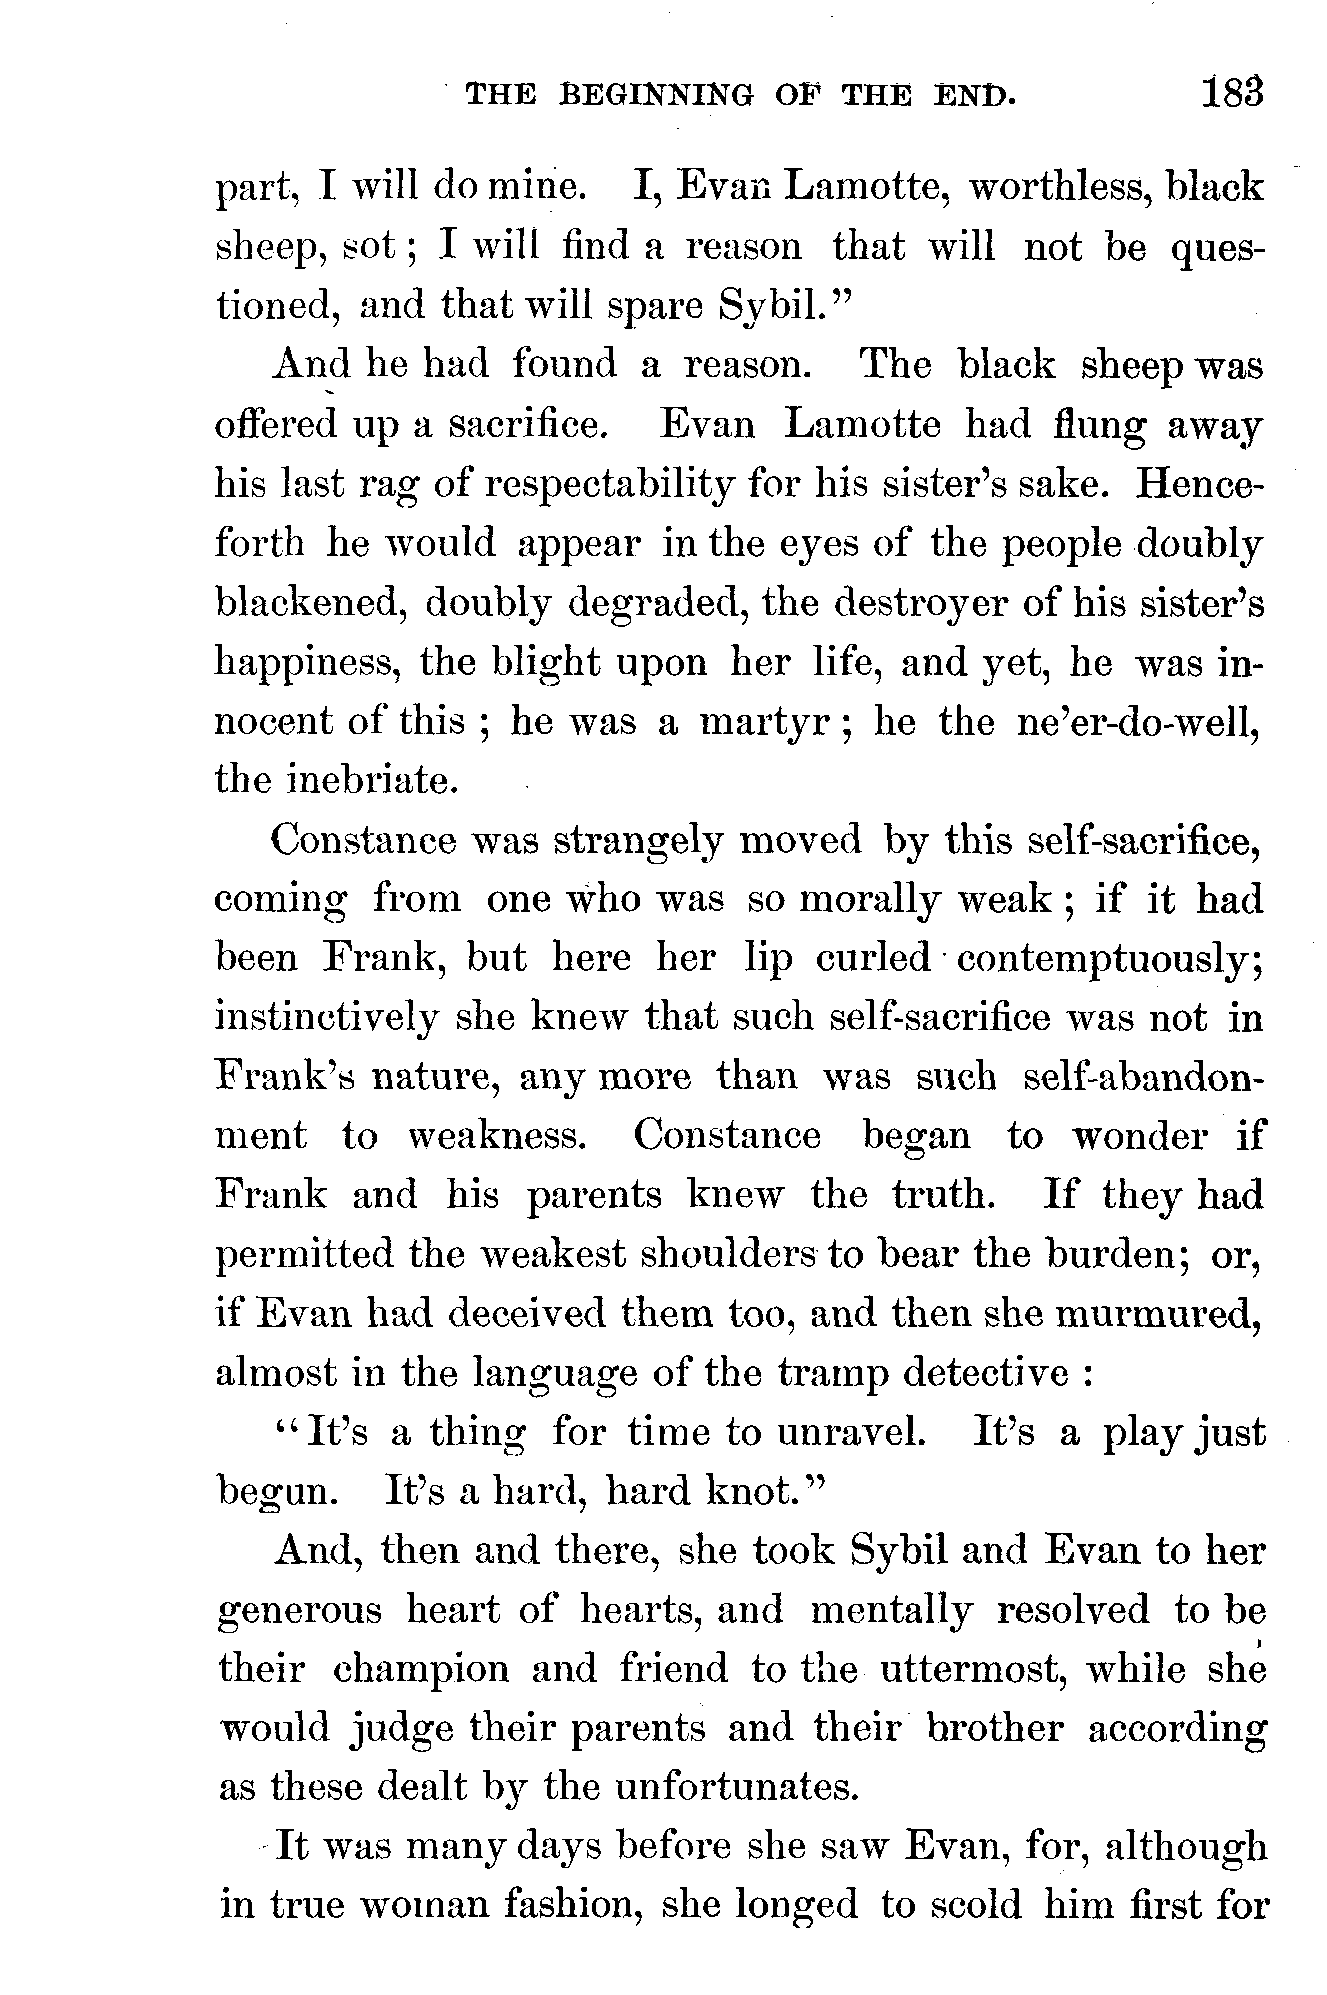 THE BEGINNING OF THE END. 183
part, I will do mine. I, Evan Lamotte, worthless, black
sheep, sot ; I will find a reason that will not be ques-
tioned, and that will spare Sybil.”
And he had found a reason. The black sheep was
offered up a sacrifice. Evan Lamotte had flung away
his last rag of respectability for his sister’s sake. Hence-
forth he would appear in the eyes of the people doubly
blackened, doubly degraded, the destroyer of his sister’s
happiness, the blight upon her life, and yet, he was in-
nocent of this ; he was a martyr ; he the ne’er-do-well,
the inebriate.
Constance was strangely moved by this self-sacrifice,
coming from one who was so morally weak ; if it had
been Frank, but here her lip curled contemptuously;
instinctively she knew that such self-sacrifice was not in
Frank’s nature, any more than was such self-abandon-
ment to weakness. Constance began to wonder if
Frank and his parents knew the truth. If they had
permitted the weakest shoulders to bear the burden; or,
if Evan had deceived them too, and then she murmured,
almost in the language of the tramp detective :
“It’s a thing for time to unravel. It’s a play just
begun. It’s a hard, hard knot.”
And, then and there, she took Sybil and Evan to her
generous heart of hearts, and mentally resolved to be
their champion and friend to the uttermost, while she
would judge their parents and their brother according
as these dealt by the unfortunates.
It was many days before she saw Evan, for, although
in true woman fashion, she longed to scold him first for